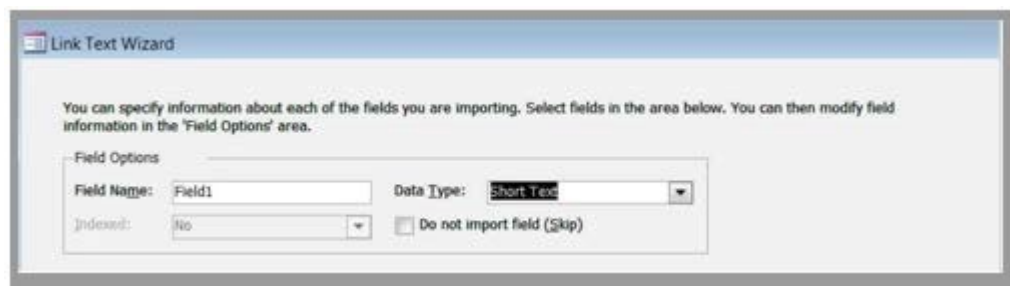 Link Text Wizard
You can specify information about each of the fields you are importing. Select fields in the area below. You can then modify field
information in the 'Field Options' area.
Field Options
Field Name: Field1 Data Type: Short Text
Indexed: No Do not import field (Skip)